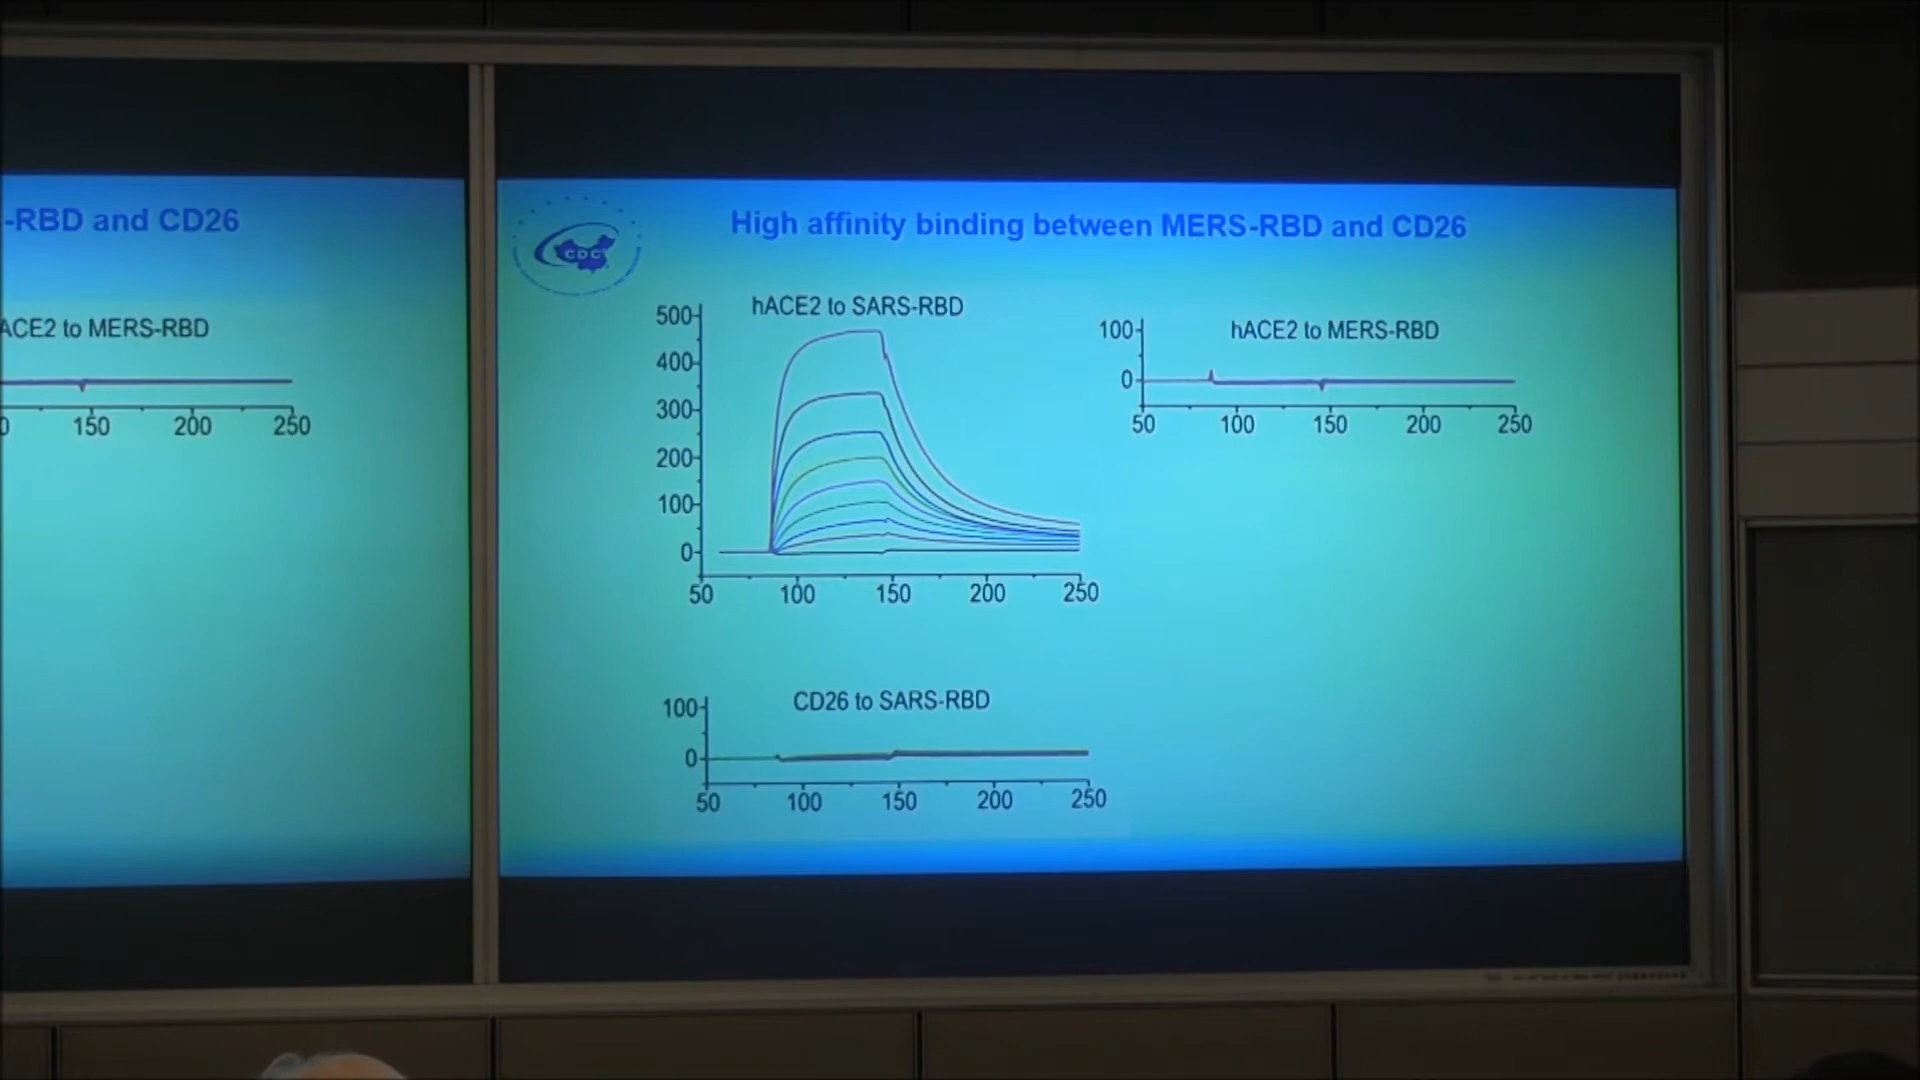 -RBD and CD26
ACE2 to MERS-RBD
0 150 200 250
CDC
High affinity binding between MERS-RBD and CD26
hACE2 to SARS-RBD
500
400
300
200
100
0
50 100 150 200 250
hACE2 to MERS-RBD
100
0
50 100 150 200 250
CD26 to SARS-RBD
100
0
50 100 150 200 250